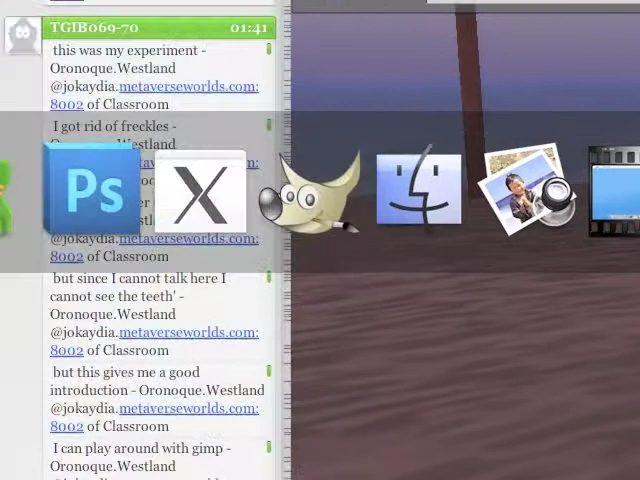 TGIB069-70 01:41
this was my experiment -
Oronoque.Westland
@jokaydia.metaverseworlds.com:
8002 of Classroom
I got rid of freckles -
Ps
X
@jokaydia.metaverseworlds.com:
8002 of Classroom
but since I cannot talk here I
cannot see the teeth' -
Oronoque.Westland
@jokaydia.metaverseworlds.com:
8002 of Classroom
but this gives me a good
introduction - Oronoque.Westland
@jokaydia.metaverseworlds.com:
8002 of Classroom
I can play around with gimp -
Oronoque.Westland